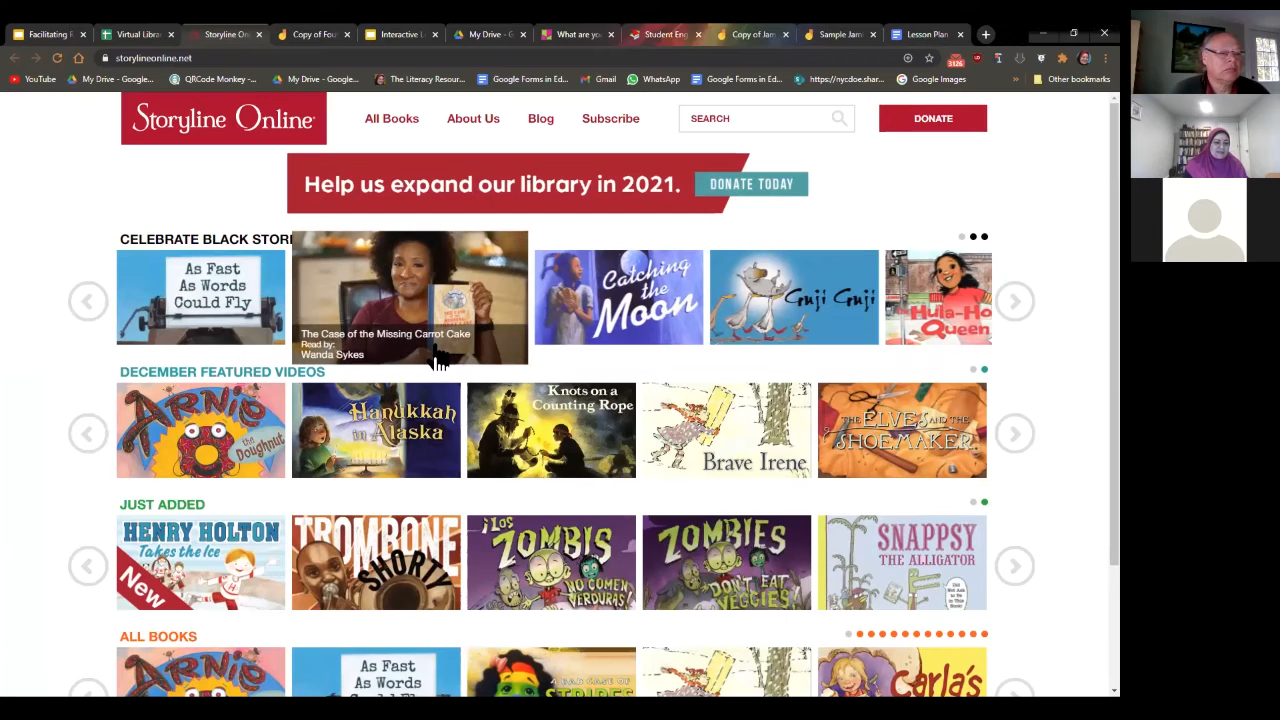 Facilitating R
Virtual Librar
Storyline On
Copy of Four
Interactive L
My Drive - G
What are yo
Student Eng
Copy of Jam
Sample Jam
Lesson Plan
storylineonline.net
3126
YouTube
My Drive - Google...
QRCode Monkey -...
My Drive - Google...
The Literacy Resour...
Google Forms in Ed...
Gmail
WhatsApp
Google Forms in Ed...
https://nycdoe.shar...
Google Images
Other bookmarks
Storyline Online
All Books
About Us
Blog
Subscribe
SEARCH
DONATE
Help us expand our library in 2021.
DONATE TODAY
CELEBRATE BLACK STORI
As Fast
As Words
Could Fly
The Case of the Missing Carrot Cake
Read by:
Wanda Sykes
Catching
the
Moon
Guji Guji
Hula-Ho
Queen
DECEMBER FEATURED VIDEOS
ARNIE
the
Doughnut
Hanukkah
in Alaska
Knots on a
Counting Rope
Brave Irene
THE ELVES AND THE
SHOEMAKER
JUST ADDED
HENRY HOLTON
Takes the Ice
New
TROMBONE
SHORTY
¡Los
ZOMBIS
NO COMEN
VERDURAS!
ZOMBIES
DON'T EAT
VEGGIES!
SNAPPSY
THE ALLIGATOR
ALL BOOKS
As Fast
As Words
A BAD CASE OF
STRIPES
Carla's